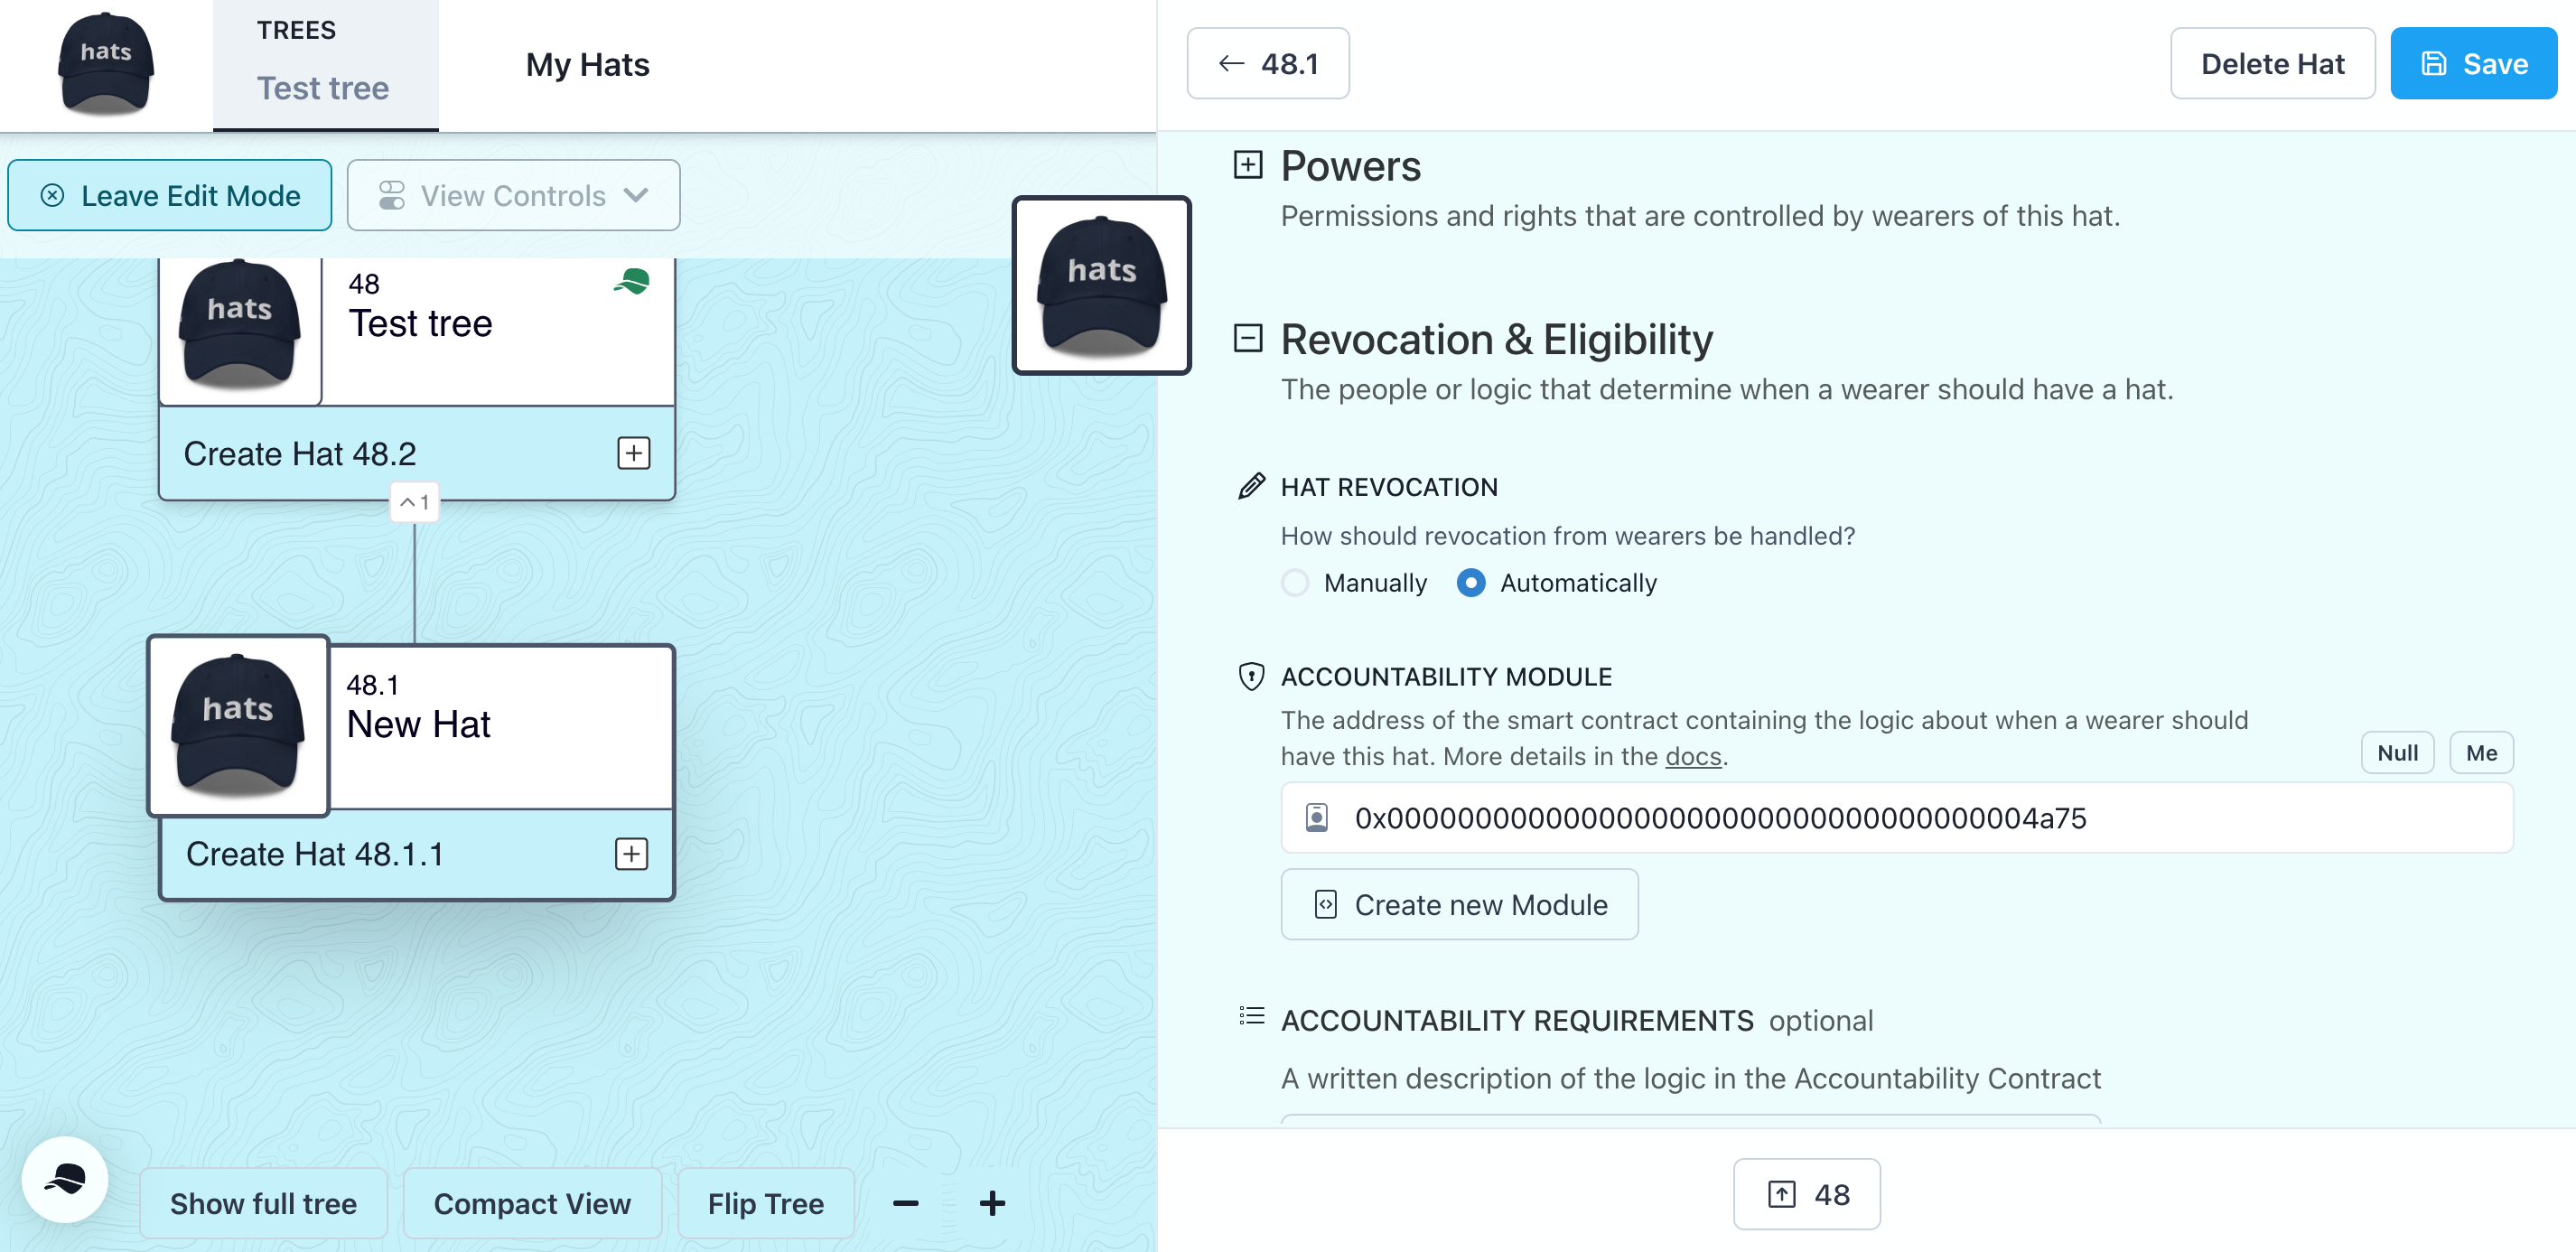 hats
TREES
Test tree
My Hats
48.1
Delete Hat
Save
Leave Edit Mode
View Controls
hats
48
Test tree
hats
Create Hat 48.2
1
hats
48.1
New Hat
Create Hat 48.1.1
Show full tree
Compact View
Flip Tree
Powers
Permissions and rights that are controlled by wearers of this hat.
Revocation & Eligibility
The people or logic that determine when a wearer should have a hat.
HAT REVOCATION
How should revocation from wearers be handled?
Manually
Automatically
ACCOUNTABILITY MODULE
The address of the smart contract containing the logic about when a wearer should
have this hat. More details in the docs.
Null
Me
0x0000000000000000000000000000000000004a75
Create new Module
ACCOUNTABILITY REQUIREMENTS optional
A written description of the logic in the Accountability Contract
48